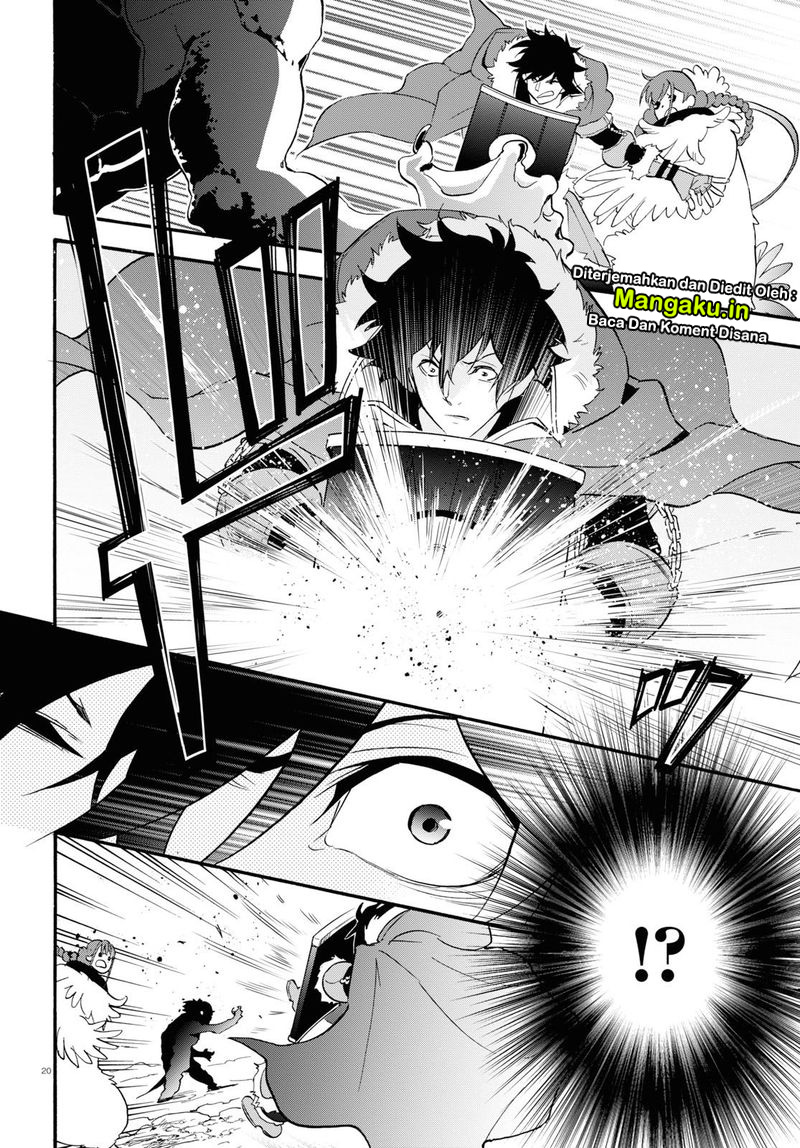 Diterjemahkan dan Diedit Oleh :
Mangaku.in
Baca Dan Koment Disana
!?
20